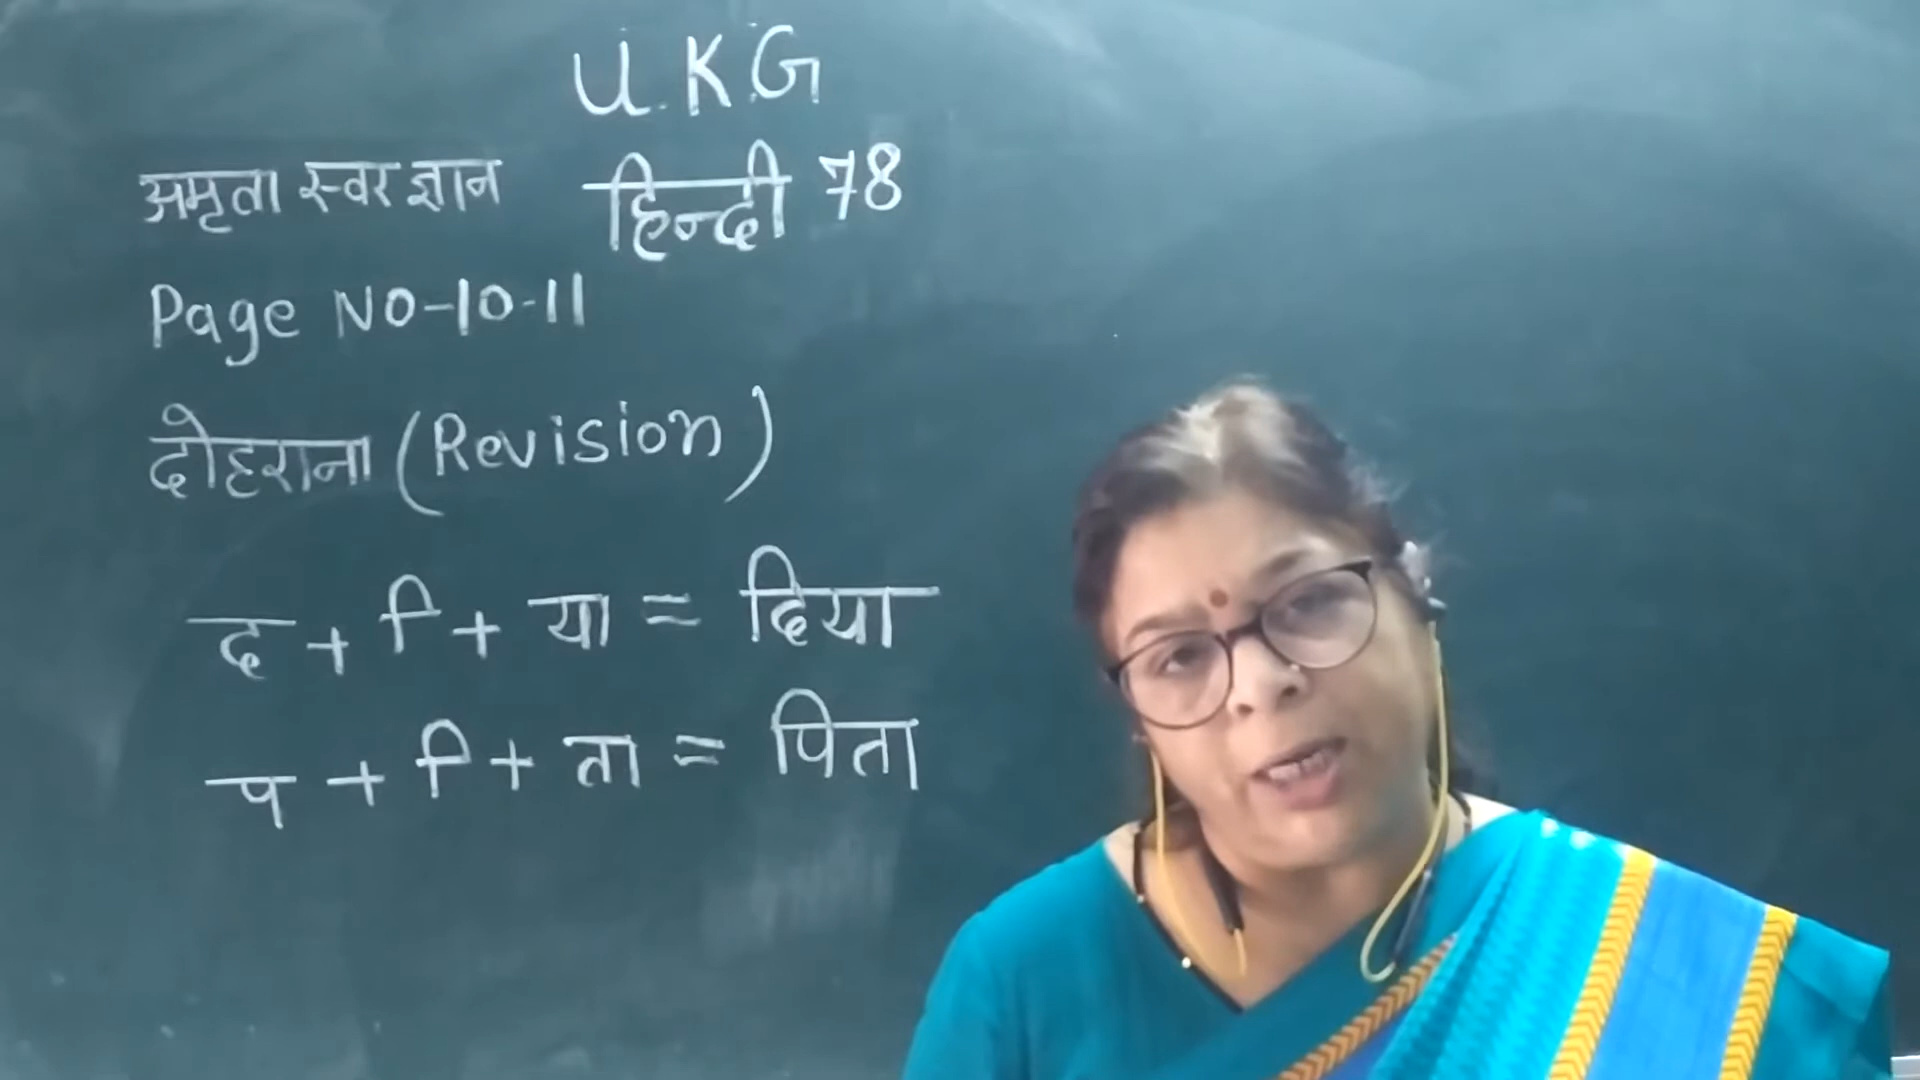 U.K.G
अमृता स्वर ज्ञान हिन्दी 78
Page NO-10-11
दोहराना (Revision)
द + ि + या = दिया
प + ि + ता = पिता